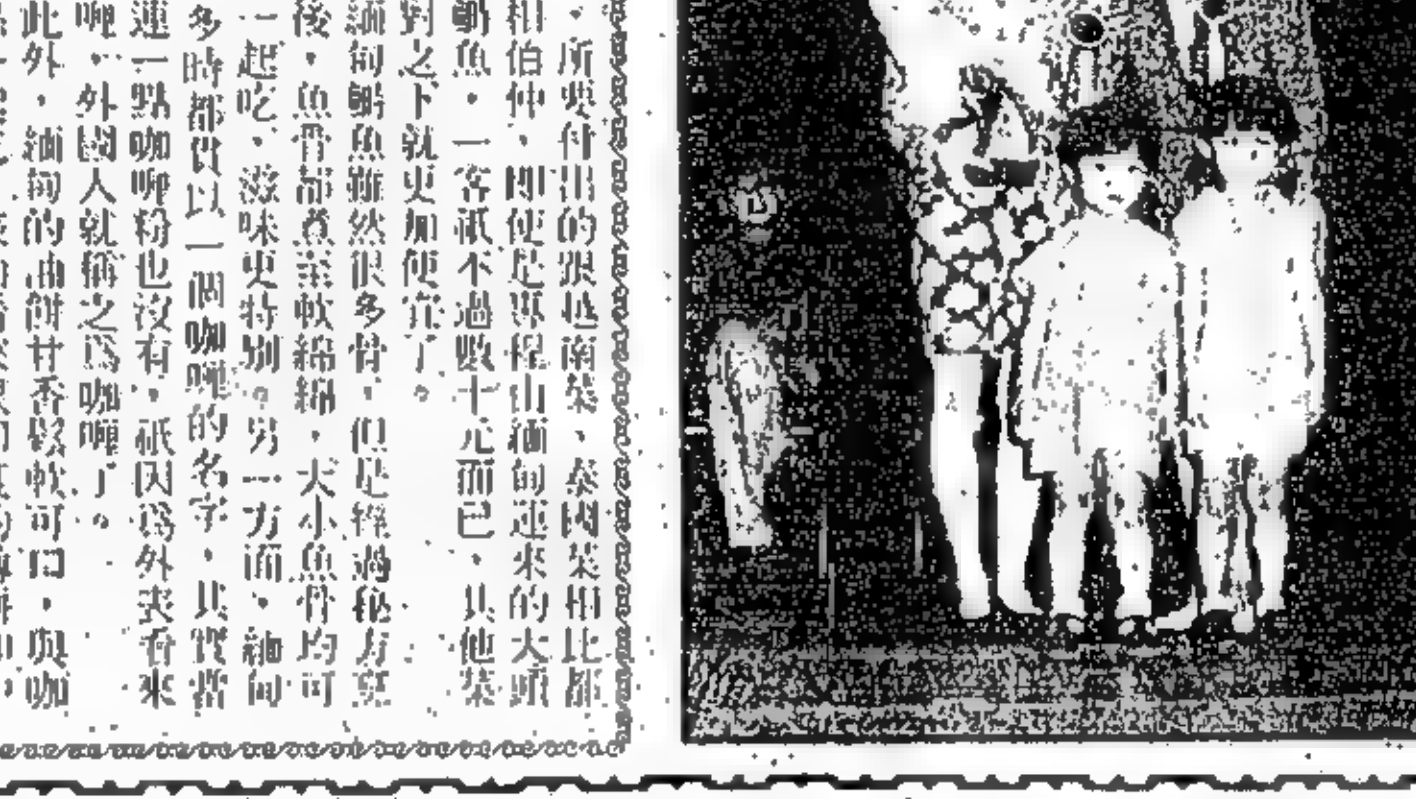 ，所要付出的跟越南菜、泰國菜相比都
相伯仲，即使是專程由緬甸運來的大頭
鰂魚，一客祇不過數十元而已，其他菜
對之下就更加便宜了。
緬甸鰂魚雖然很多骨，但是經過秘方烹
後，魚骨都煮至軟綿綿，大小魚骨均可
一起吃，滋味更特別。另一方面，緬甸
多時都貫以一個咖喱的名字，其實當
連一點咖喱粉也沒有，祇因為外表看來
喱，外國人就稱之爲咖喱了。
此外，緬甸的油餅甘香鬆軟可口，與咖